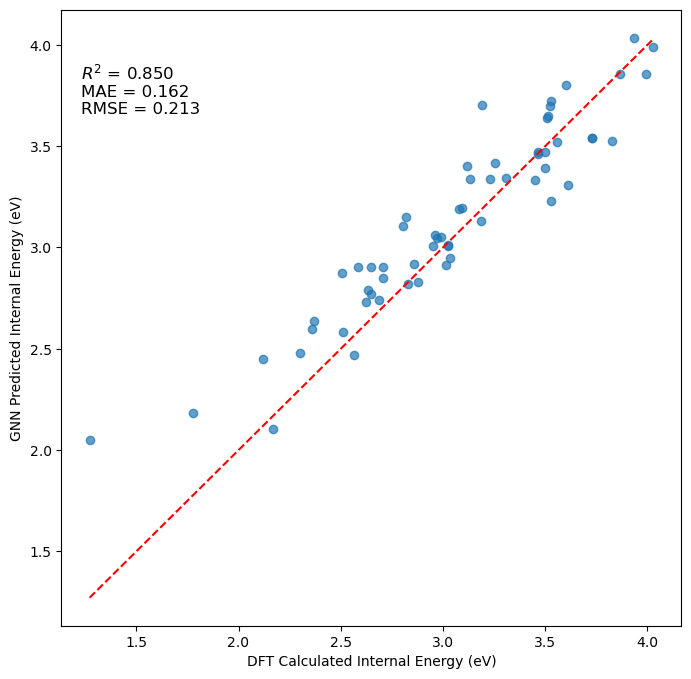 R² = 0.850
MAE = 0.162
RMSE = 0.213
4.0
3.5
3.0
2.5
2.0
1.5
GNN Predicted Internal Energy (eV)
1.5 2.0 2.5 3.0 3.5 4.0
DFT Calculated Internal Energy (eV)